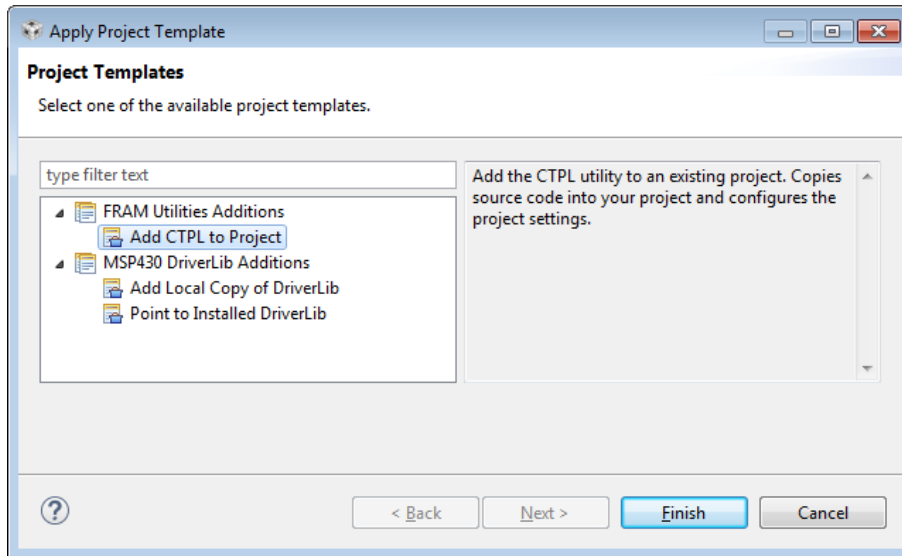 Apply Project Template
Project Templates
Select one of the available project templates.
type filter text
FRAM Utilities Additions
Add CTPL to Project
MSP430 DriverLib Additions
Add Local Copy of DriverLib
Point to Installed DriverLib
Add the CTPL utility to an existing project. Copies
source code into your project and configures the
project settings.
?
< Back
Next >
Finish
Cancel